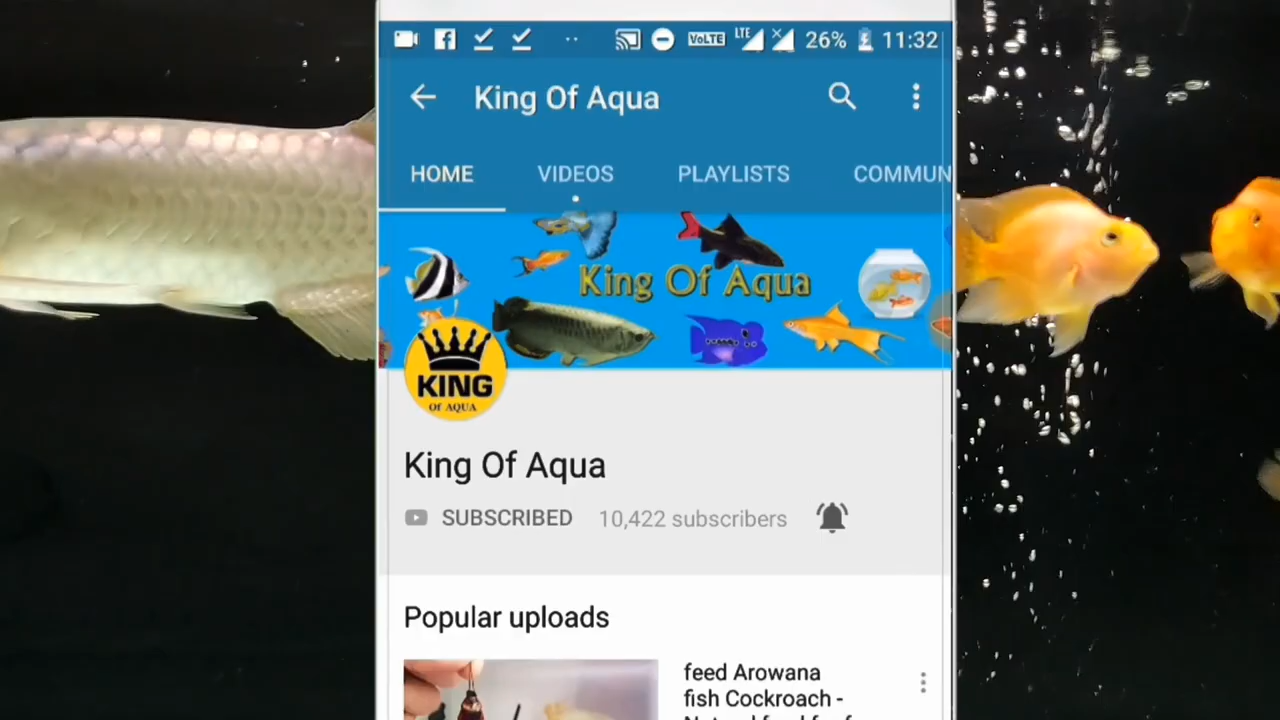 VoLTE LTE 26% 11:32
King Of Aqua
HOME VIDEOS PLAYLISTS COMMUN
King Of Aqua
KING
Of AQUA
King Of Aqua
SUBSCRIBED 10,422 subscribers
Popular uploads
feed Arowana
fish Cockroach -